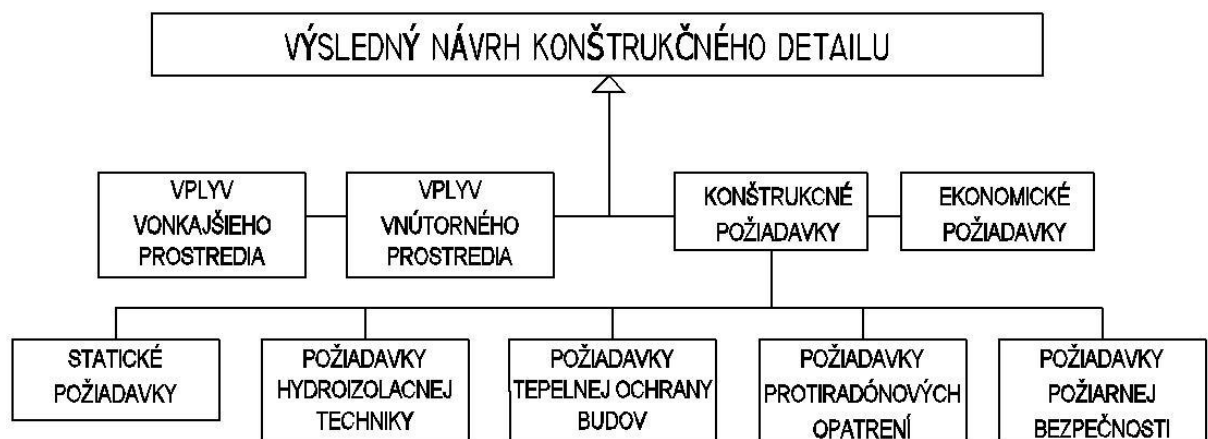 VÝSLEDNÝ NÁVRH KONŠTRUKČNÉHO DETAILU
VPLYV
VONKAJŠIEHO
PROSTREDIA
VPLYV
VNÚTORNÉHO
PROSTREDIA
KONŠTRUKCNÉ
POŽIADAVKY
EKONOMICKÉ
POŽIADAVKY
STATICKÉ
POŽIADAVKY
POŽIADAVKY
HYDROIZOLACNEJ
TECHNIKY
POŽIADAVKY
TEPELNEJ OCHRANY
BUDOV
POŽIADAVKY
PROTIRADÓNOVÝCH
OPATRENÍ
POŽIADAVKY
POŽIARNEJ
BEZPEČNOSTI